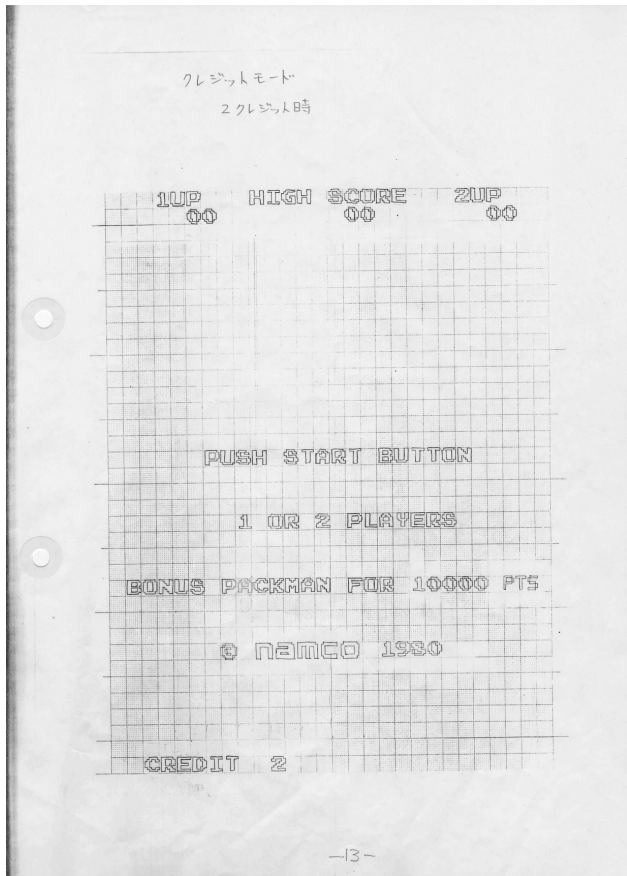 クレジットモード
2クレジット時
1UP HIGH SCORE 2UP
00 00 00
PUSH START BUTTON
1 OR 2 PLAYERS
BONUS PACKMAN FOR 10000 PTS
© namco 1980
CREDIT 2
—13—